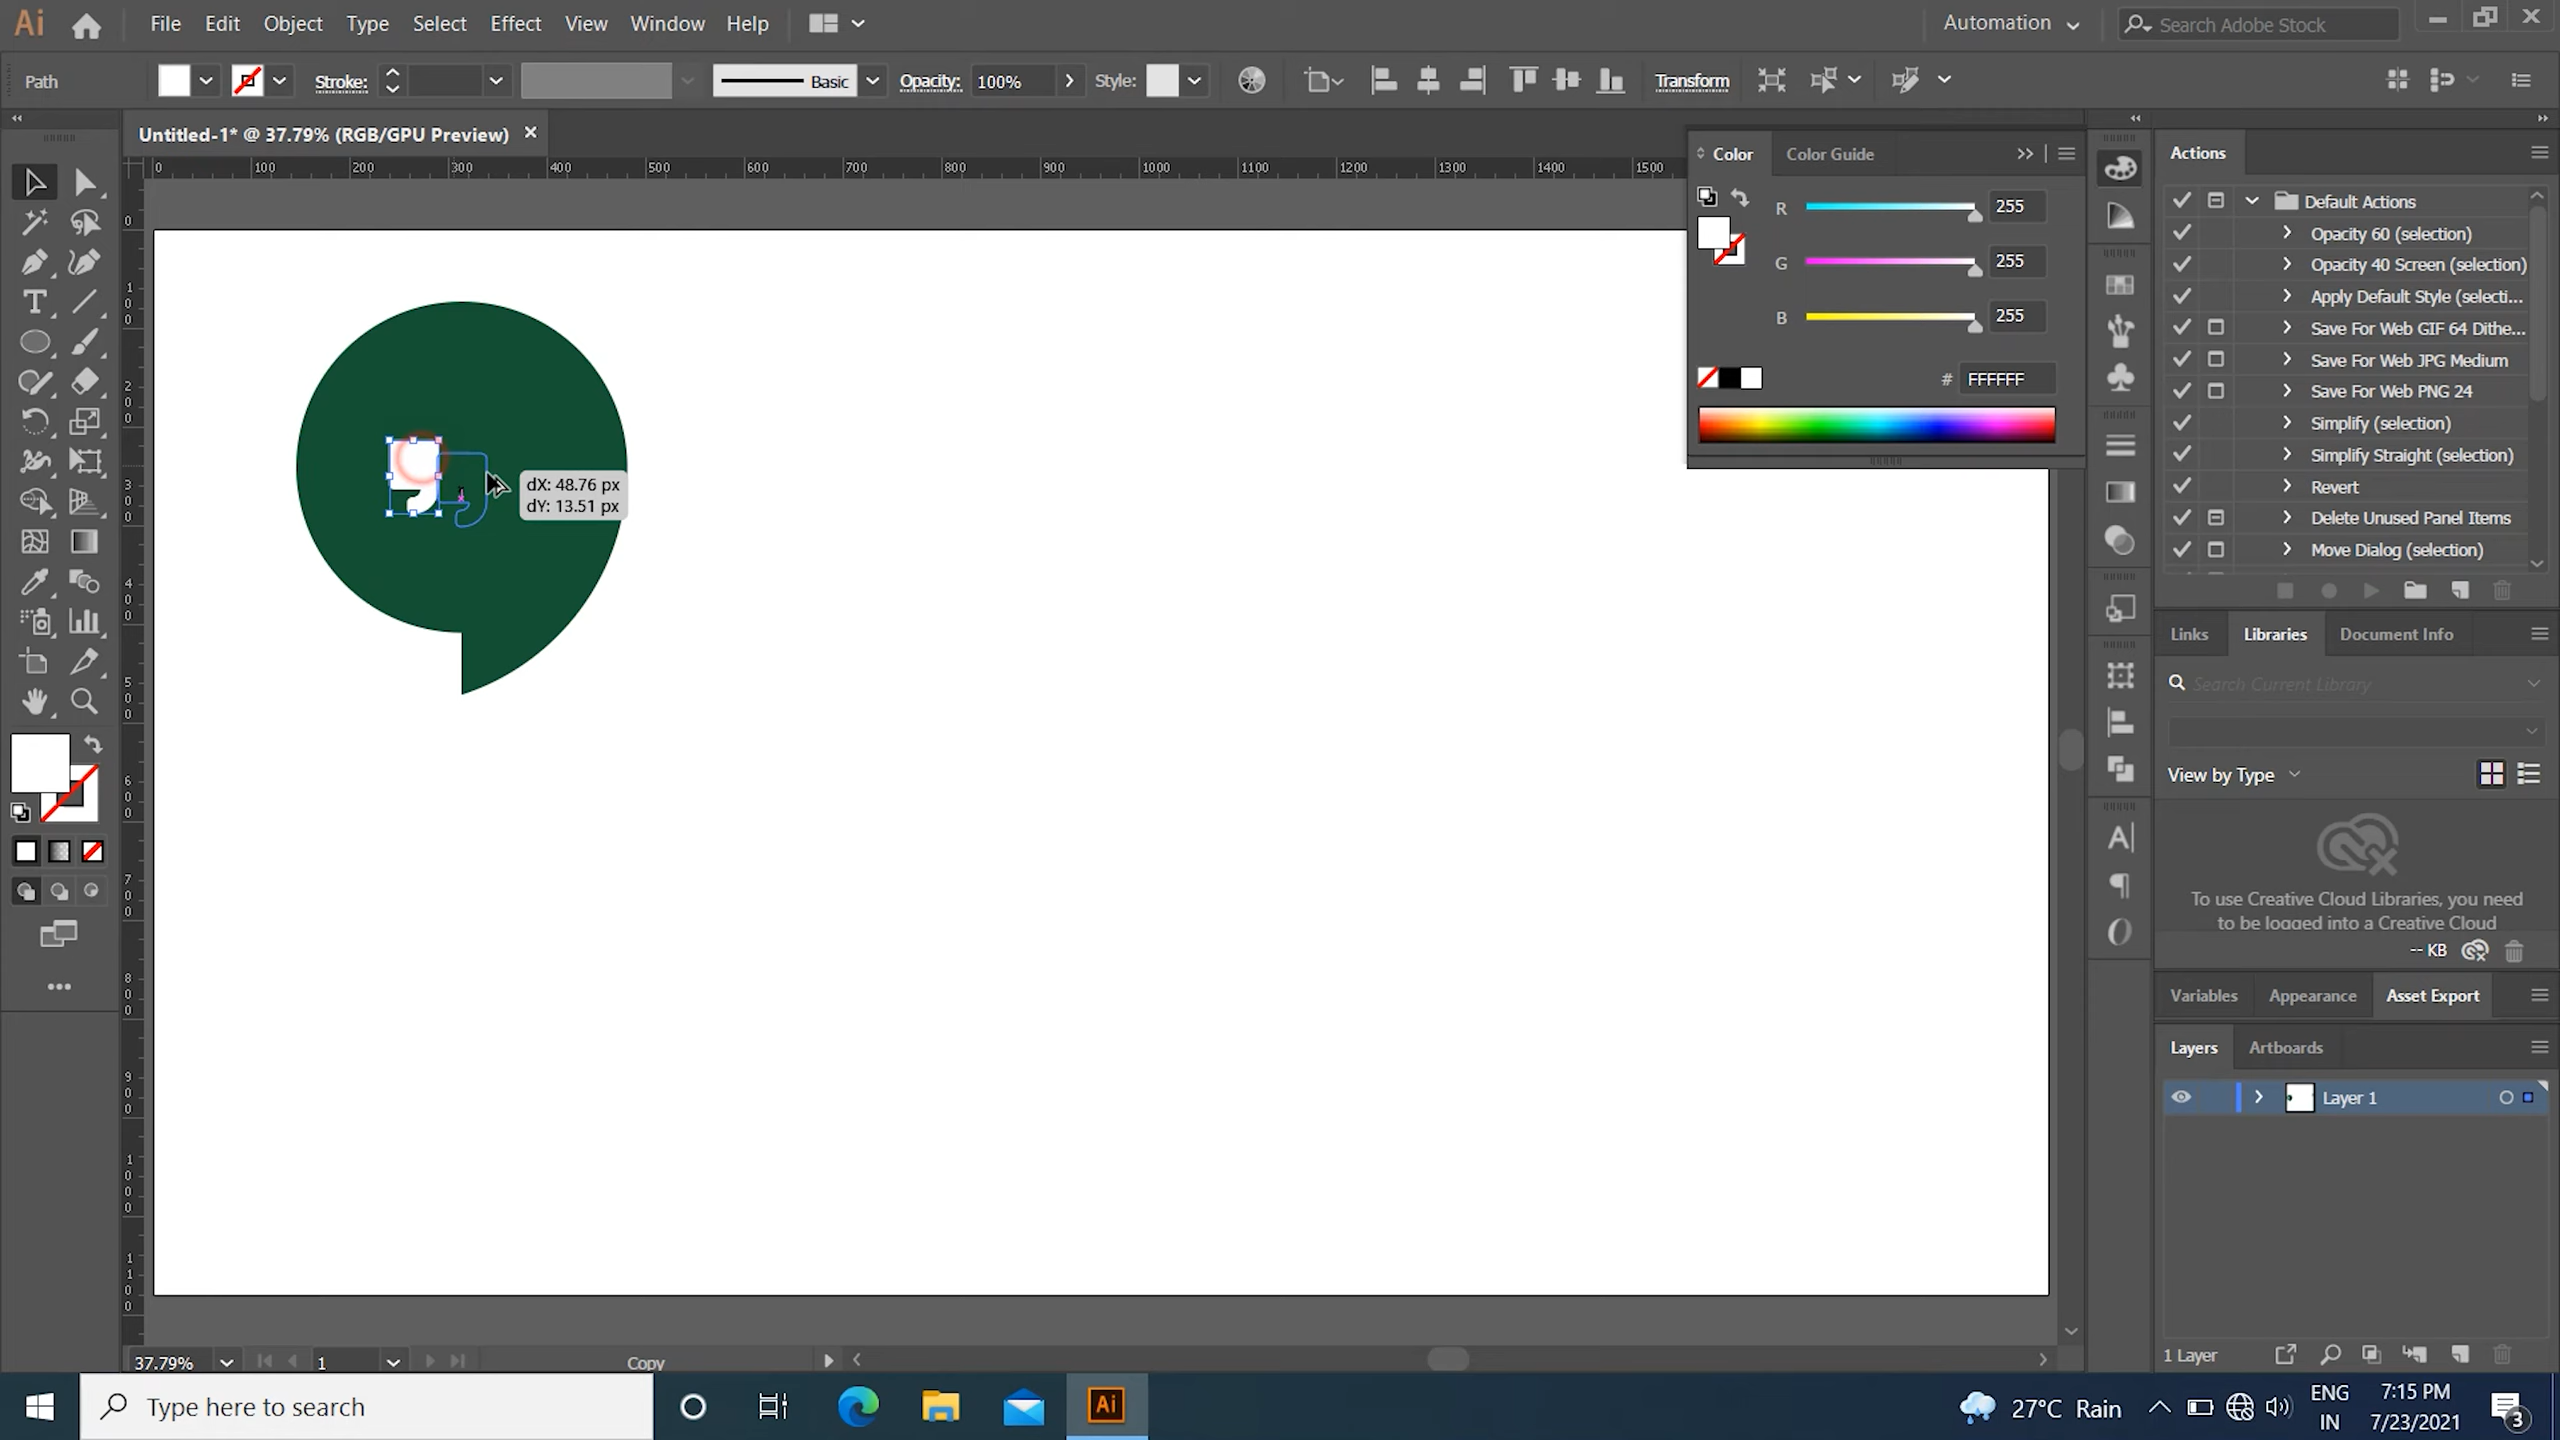 Ai File Edit Object Type Select Effect View Window Help Automation Search Adobe Stock
Path Stroke: Basic Opacity: 100% Style: Transform
Untitled-1* @ 37.79% (RGB/GPU Preview)
0 100 200 300 400 500 600 700 800 900 1000 1100 1200 1300 1400 1500
Color Color Guide
R 255
G 255
B 255
# FFFFFF
dX: 48.76 px
dY: 13.51 px
Actions
Default Actions
Opacity 60 (selection)
Opacity 40 Screen (selection)
Apply Default Style (selecti...
Save For Web GIF 64 Dithe...
Save For Web JPG Medium
Save For Web PNG 24
Simplify (selection)
Simplify Straight (selection)
Revert
Delete Unused Panel Items
Move Dialog (selection)
Links Libraries Document Info
Search Current Library
View by Type
To use Creative Cloud Libraries, you need
to be logged into a Creative Cloud
-- KB
Variables Appearance Asset Export
Layers Artboards
Layer 1
1 Layer
37.79% 1 Copy
Type here to search
Ai
27°C Rain
ENG
IN
7:15 PM
7/23/2021
3